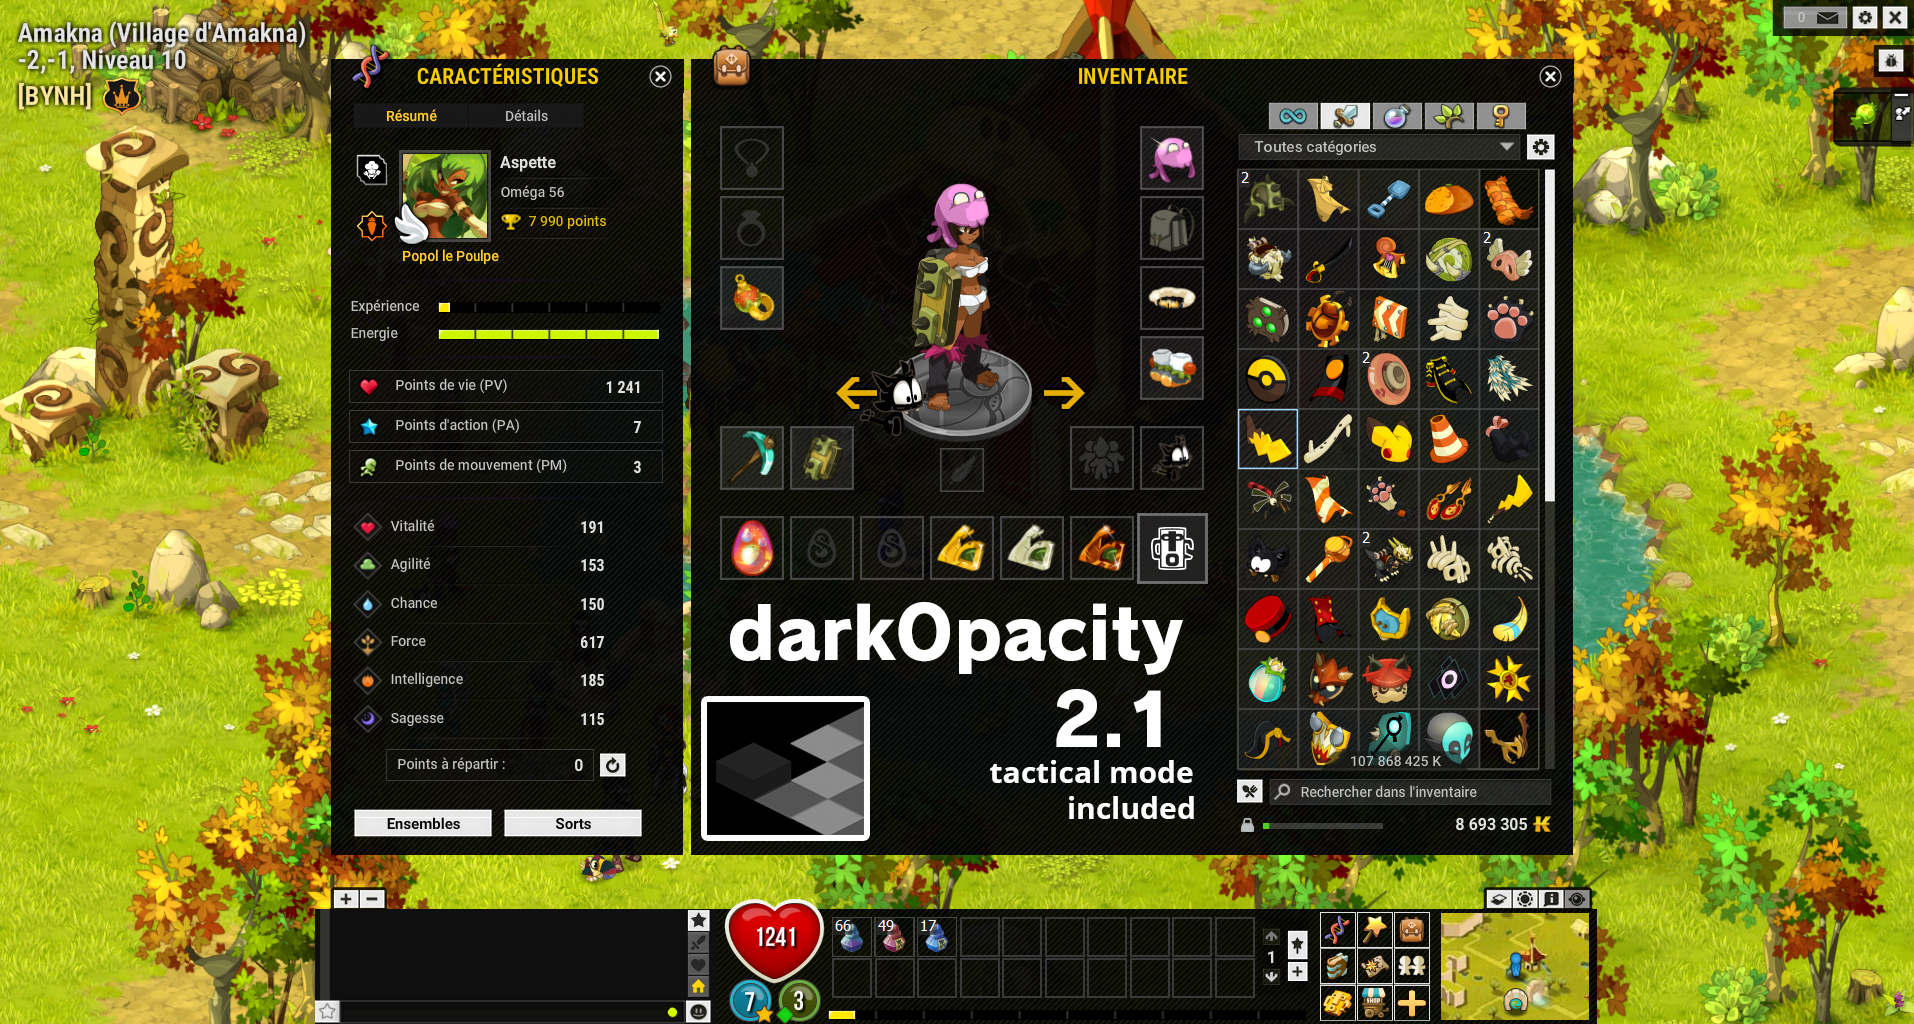 Amakna (Village d'Amakna)
-2,-1, Niveau 10
[BYNH]
0
CARACTÉRISTIQUES
Résumé
Détails
Aspette
Oméga 56
7 990 points
Popol le Poulpe
Expérience
Energie
Points de vie (PV)
1 241
Points d'action (PA)
7
Points de mouvement (PM)
3
Vitalité
191
Agilité
153
Chance
150
Force
617
Intelligence
185
Sagesse
115
Points à répartir :
0
Ensembles
Sorts
INVENTAIRE
Toutes catégories
2
2
2
2
107 868 425 K
Rechercher dans l'inventaire
8 693 305 K
darkOpacity
2.1
tactical mode
included
1241
7
3
66
49
17
1
SHOP